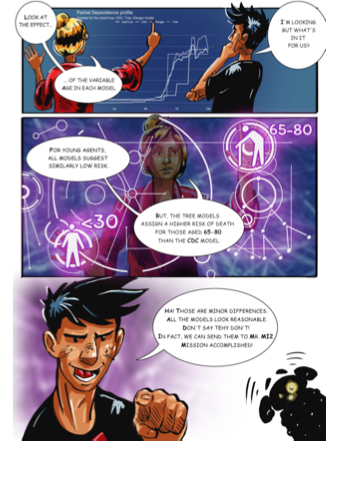 LOOK AT
THE EFFECT...
Partial Dependence profile
...OF THE VARIABLE
AGE IN EACH MODEL.
I'M LOOKING.
BUT WHAT'S
IN IT
FOR US?
65-80
FOR YOUNG AGENTS,
ALL MODELS SUGGEST
SIMILARLY LOW RISK.
<30
BUT, THE TREE MODELS
ASSIGN A HIGHER RISK OF DEATH
FOR THOSE AGED 65-80
THAN THE CDC MODEL.
HA! THOSE ARE MINOR DIFFERENCES.
ALL THE MODELS LOOK REASONABLE.
DON'T SAY TEHY DON'T!
IN FACT, WE CAN SEND THEM TO MR. MI2.
MISSION ACCOMPLISHED!